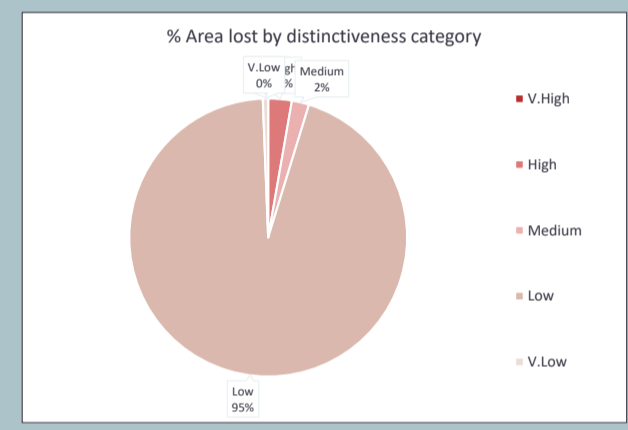 % Area lost by distinctiveness category
V.Low
0%
%
Medium
2%
V.High
High
Medium
Low
V.Low
Low
95%